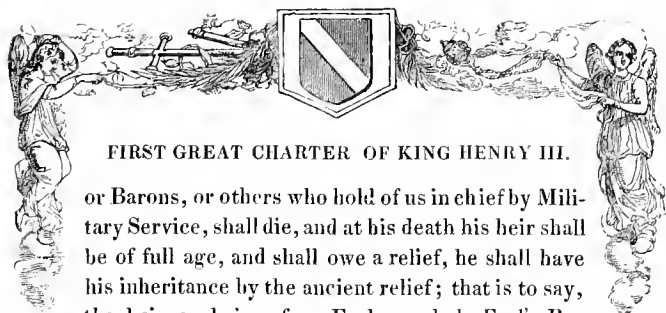 FIRST GREAT CHARTER OF KING HENRY III.
or Barons, or others who hold of us in chief by Mili-
tary Service, shall die, and at his death his heir shall
be of full age, and shall owe a relief, he shall have
his inheritance by the ancient relief; that is to say,